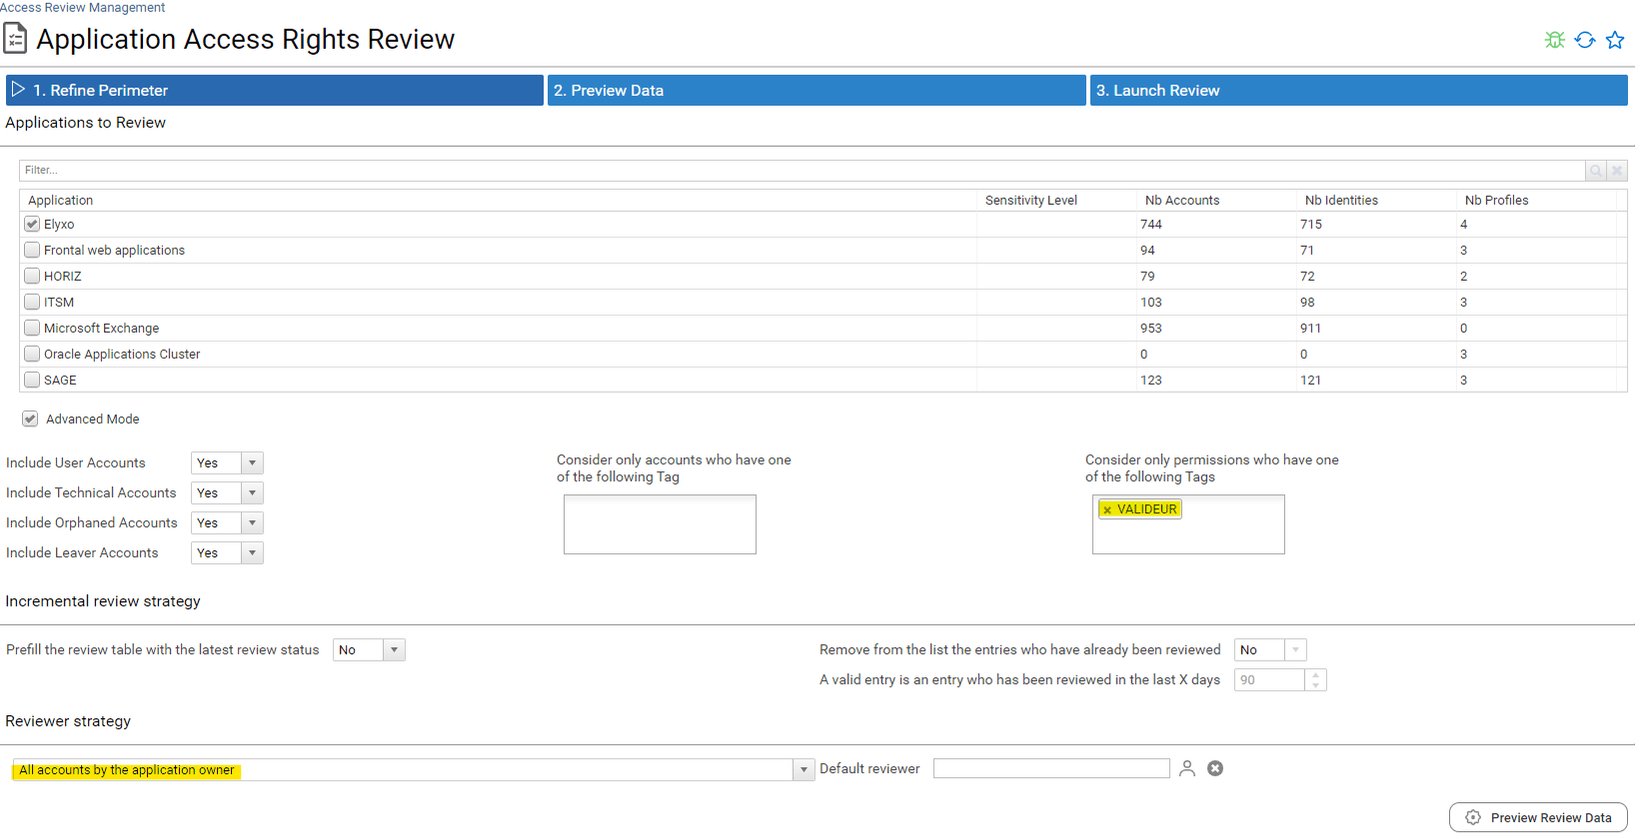 Access Review Management
Application Access Rights Review
1. Refine Perimeter
2. Preview Data
3. Launch Review
Applications to Review
Filter...
Application Sensitivity Level Nb Accounts Nb Identities Nb Profiles
Elyxo 744 715 4
Frontal web applications 94 71 3
HORIZ 79 72 2
ITSM 103 98 3
Microsoft Exchange 953 911 0
Oracle Applications Cluster 0 0 3
SAGE 123 121 3
Advanced Mode
Include User Accounts Yes
Include Technical Accounts Yes
Include Orphaned Accounts Yes
Include Leaver Accounts Yes
Consider only accounts who have one
of the following Tag
Consider only permissions who have one
of the following Tags
VALIDEUR
Incremental review strategy
Prefill the review table with the latest review status No
Remove from the list the entries who have already been reviewed No
A valid entry is an entry who has been reviewed in the last X days 90
Reviewer strategy
All accounts by the application owner
Default reviewer
Preview Review Data